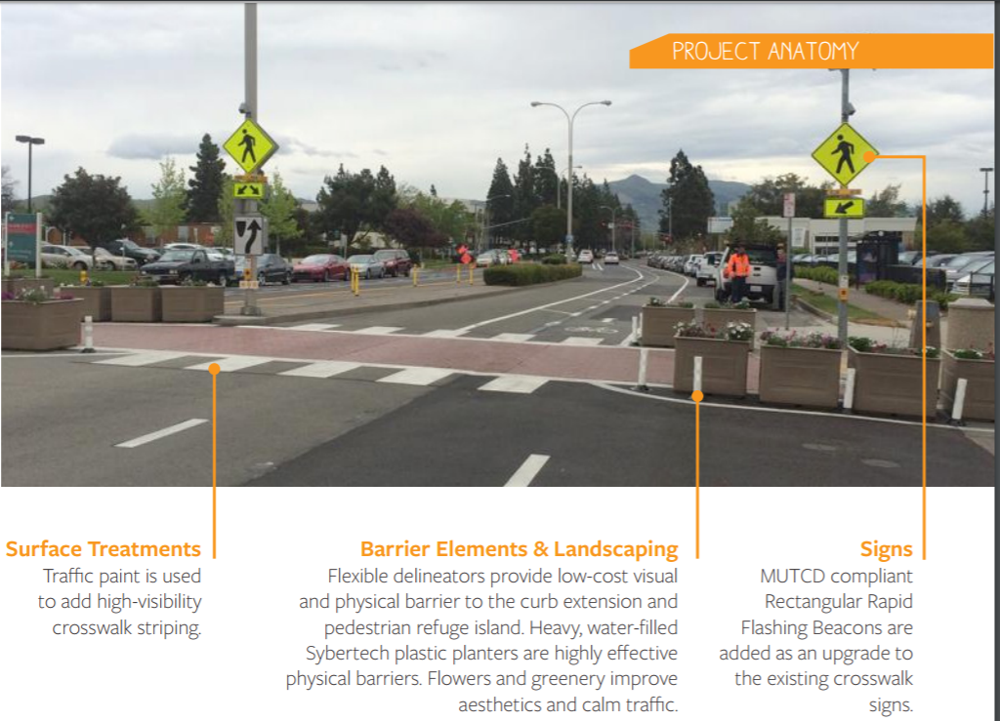 PROJECT ANATOMY
Surface Treatments
Traffic paint is used
to add high-visibility
crosswalk striping.
Barrier Elements & Landscaping
Flexible delineators provide low-cost visual
and physical barrier to the curb extension and
pedestrian refuge island. Heavy, water-filled
Sybertech plastic planters are highly effective
physical barriers. Flowers and greenery improve
aesthetics and calm traffic.
Signs
MUTCD compliant
Rectangular Rapid
Flashing Beacons are
added as an upgrade to
the existing crosswalk
signs.